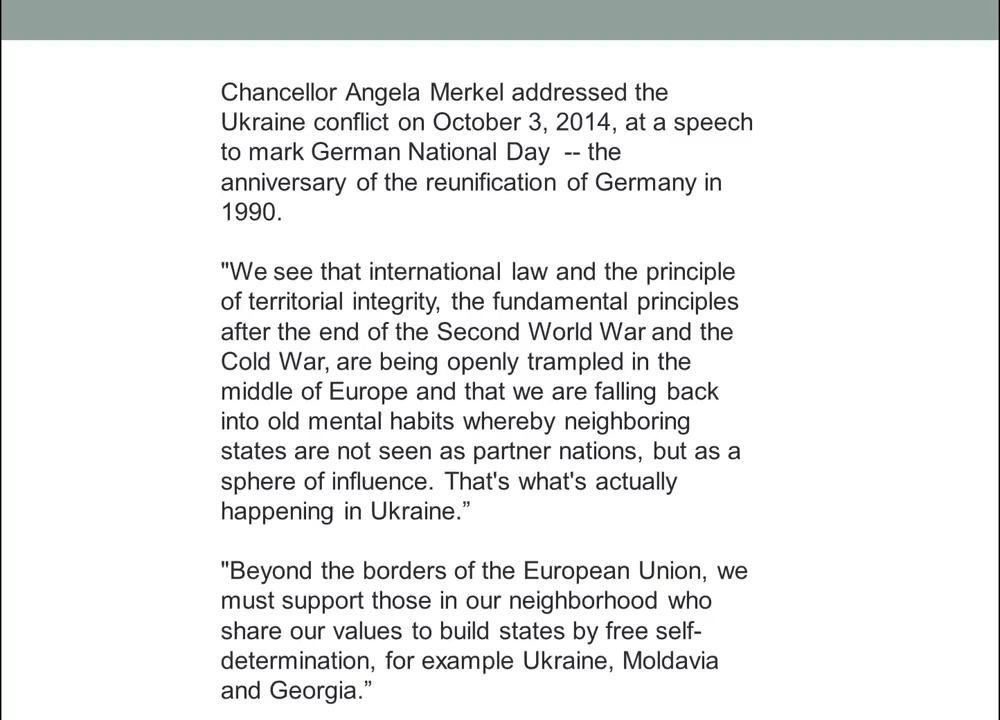 Chancellor Angela Merkel addressed the
Ukraine conflict on October 3, 2014, at a speech
to mark German National Day  -- the
anniversary of the reunification of Germany in
1990.
"We see that international law and the principle
of territorial integrity, the fundamental principles
after the end of the Second World War and the
Cold War, are being openly trampled in the
middle of Europe and that we are falling back
into old mental habits whereby neighboring
states are not seen as partner nations, but as a
sphere of influence. That's what's actually
happening in Ukraine.”
"Beyond the borders of the European Union, we
must support those in our neighborhood who
share our values to build states by free self-
determination, for example Ukraine, Moldavia
and Georgia.”